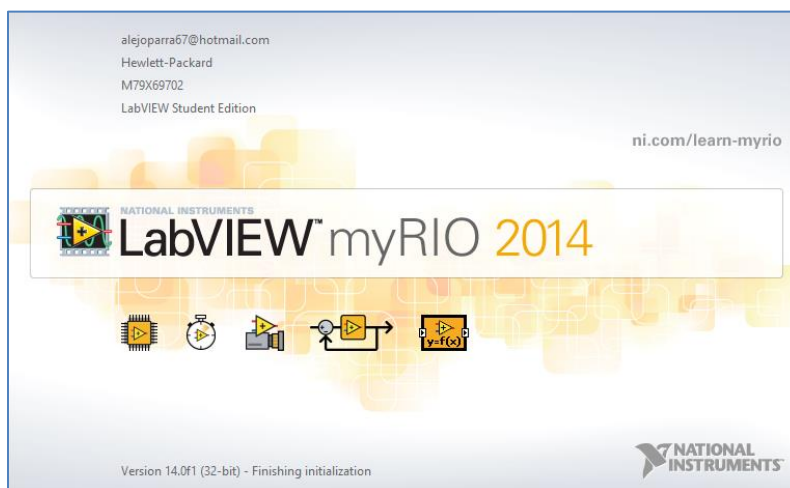 alejoparra67@hotmail.com
Hewlett-Packard
M79X69702
LabVIEW Student Edition
ni.com/learn-myrio
NATIONAL INSTRUMENTS
LabVIEW™ myRIO 2014
y=f(x)
Version 14.0f1 (32-bit) - Finishing initialization
NATIONAL
INSTRUMENTS